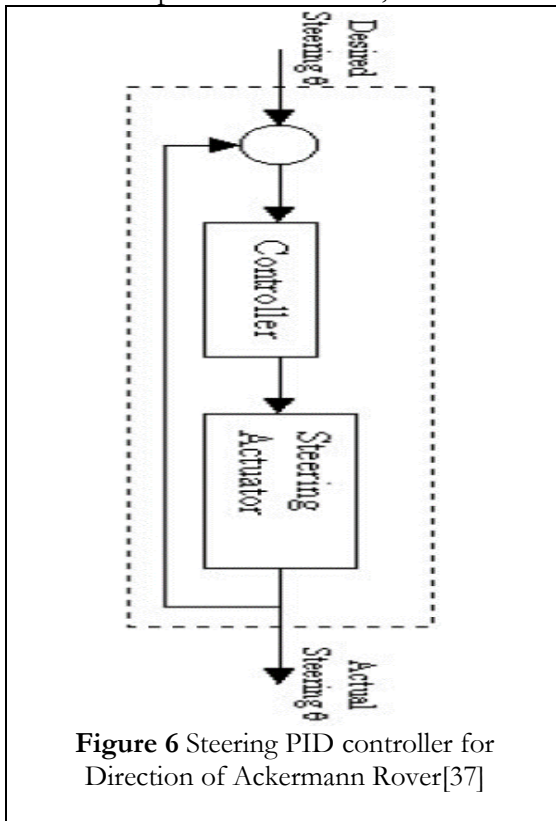 Desired
Steering θ
Controller
Steering
Actuator
Actual
Steering θ
Figure 6 Steering PID controller for
Direction of Ackermann Rover[37]